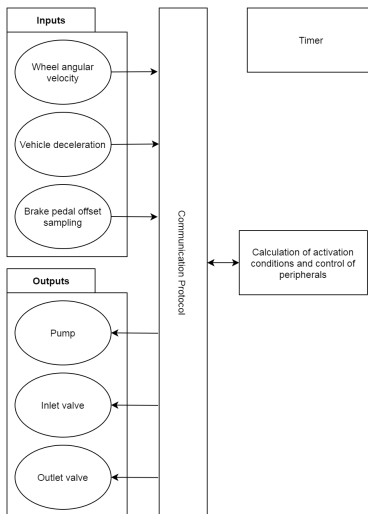 Inputs
Wheel angular
velocity
Vehicle deceleration
Brake pedal offset
sampling
Outputs
Pump
Inlet valve
Outlet valve
Communication Protocol
Timer
Calculation of activation
conditions and control of
peripherals